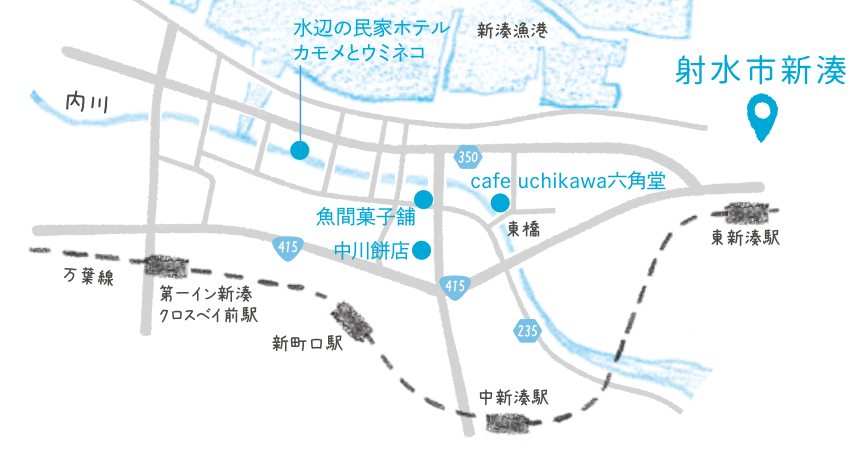 水辺の民家ホテル
カモメとウミネコ
新湊漁港
射水市新湊
内川
350
cafe uchikawa六角堂
魚間菓子舗
東橋
中川餅店
東新湊駅
415
万葉線
415
第一イン新湊
クロスベイ前駅
235
新町口駅
中新湊駅